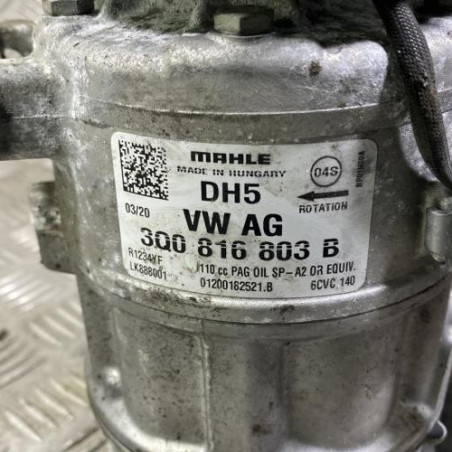 MAHLE
MADE IN HUNGARY
04S
DH5
03/20
ROTATION
VW AG
3Q0 816 803 B
R1234YF
110 cc PAG OIL SP-A2 OR EQUIV.
LK888001
01200182521.B
6CVC 140